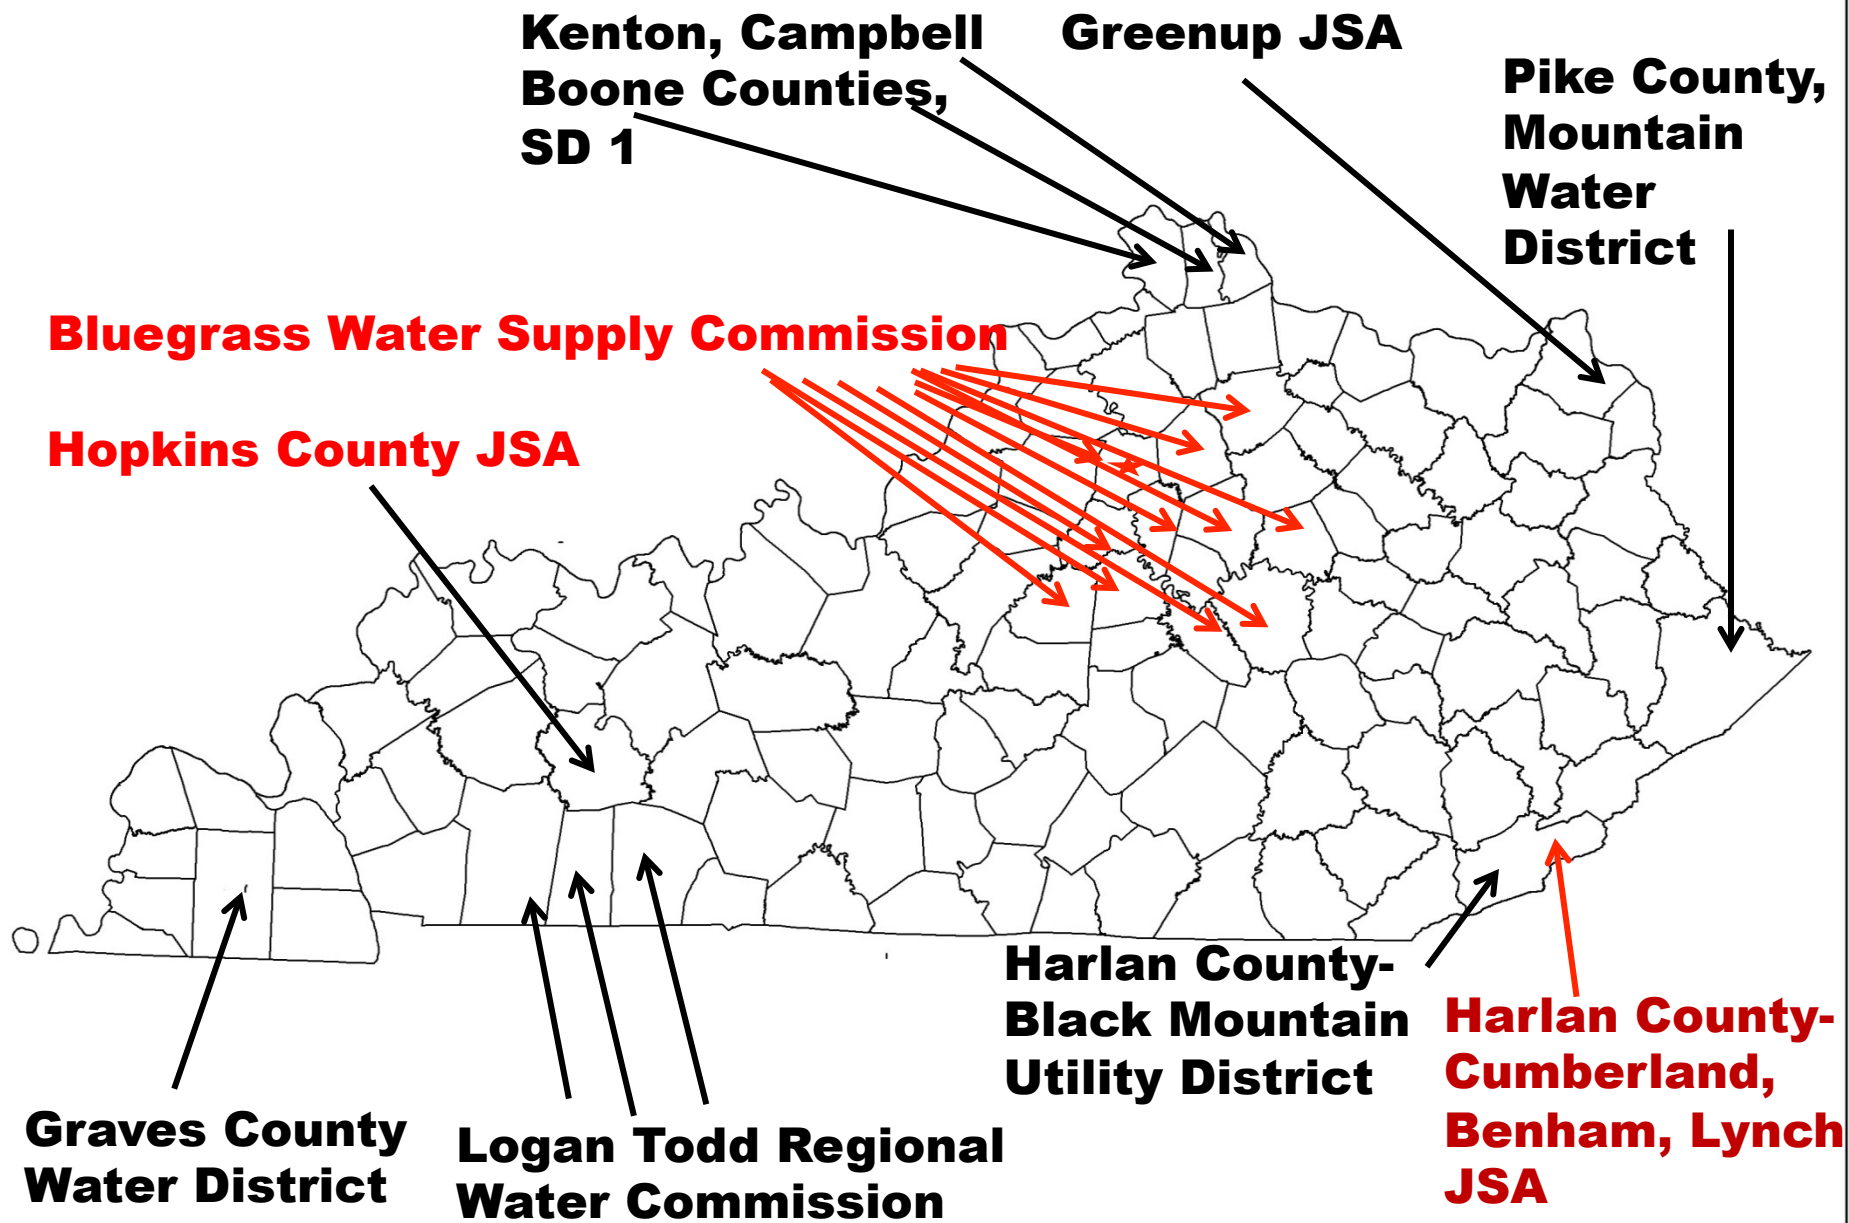 Kenton, Campbell
Boone Counties,
SD 1
Greenup JSA
Pike County,
Mountain
Water
District
Bluegrass Water Supply Commission
Hopkins County JSA
Harlan County-
Black Mountain
Utility District
Harlan County-
Cumberland,
Benham, Lynch
JSA
Graves County
Water District
Logan Todd Regional
Water Commission